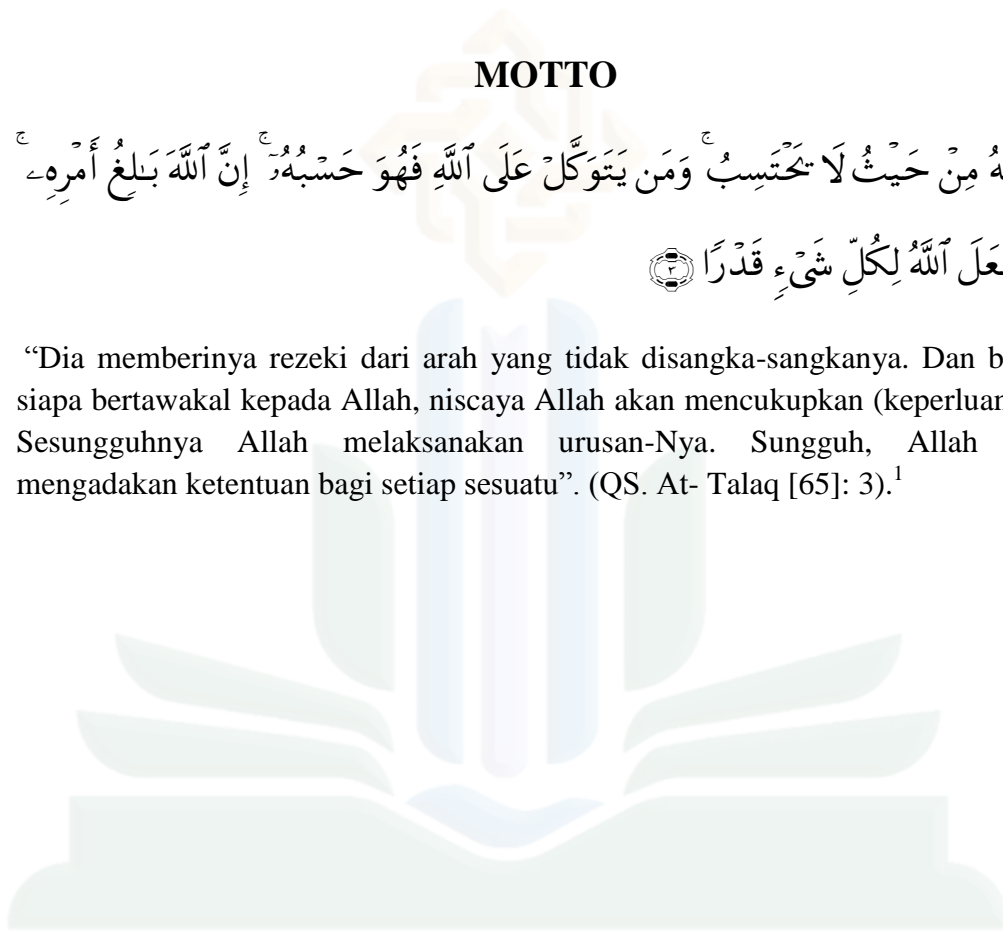 MOTTO
مِنْ حَيْثُ لَا يَحْتَسِبُ ۚ وَمَن يَتَوَكَّلْ عَلَى ٱللَّهِ فَهُوَ حَسْبُهُۥٓ ۚ إِنَّ ٱللَّهَ بَـٰلِغُ أَمْرِهِۦ ۚ
ٱللَّهُ لِكُلِّ شَىْءٍ قَدْرًا ٣
“Dia memberinya rezeki dari arah yang tidak disangka-sangkanya. Dan
siapa bertawakal kepada Allah, niscaya Allah akan mencukupkan (keperluan
Sesungguhnya Allah melaksanakan urusan-Nya. Sungguh, Allah
mengadakan ketentuan bagi setiap sesuatu”. (QS. At- Talaq [65]: 3).¹